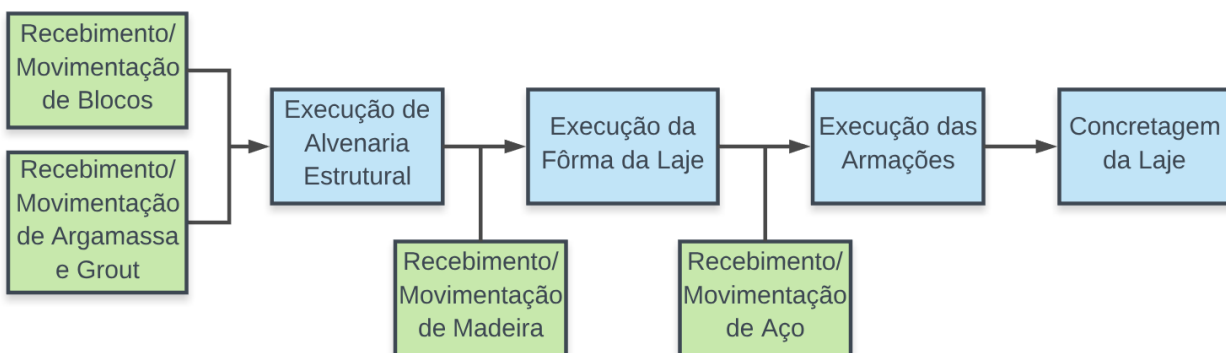 Recebimento/
Movimentação
de Blocos
Recebimento/
Movimentação
de Argamassa
e Grout
Execução de
Alvenaria
Estrutural
Recebimento/
Movimentação
de Madeira
Execução da
Fôrma da Laje
Recebimento/
Movimentação
de Aço
Execução das
Armações
Concretagem
da Laje